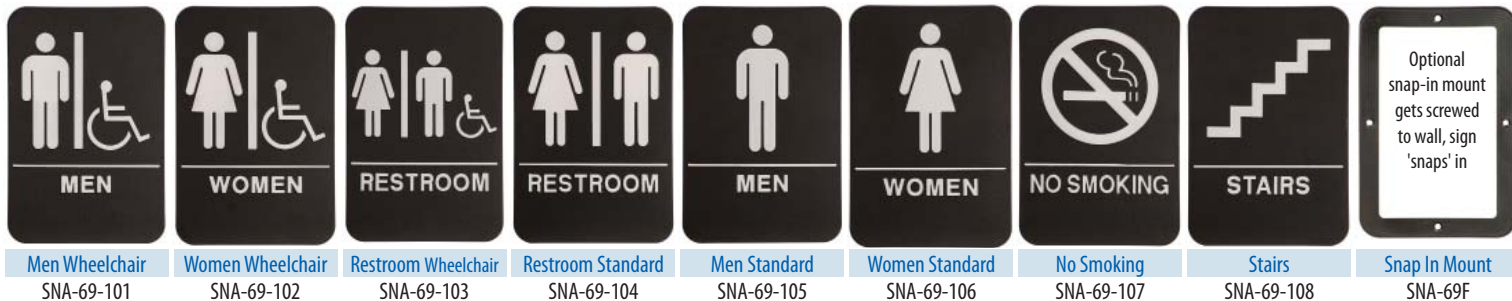 MEN
WOMEN
RESTROOM
RESTROOM
MEN
WOMEN
NO SMOKING
STAIRS
Optional
snap-in mount
gets screwed
to wall, sign
'snaps' in
Men Wheelchair
Women Wheelchair
Restroom Wheelchair
Restroom Standard
Men Standard
Women Standard
No Smoking
Stairs
Snap In Mount
SNA-69-101
SNA-69-102
SNA-69-103
SNA-69-104
SNA-69-105
SNA-69-106
SNA-69-107
SNA-69-108
SNA-69F